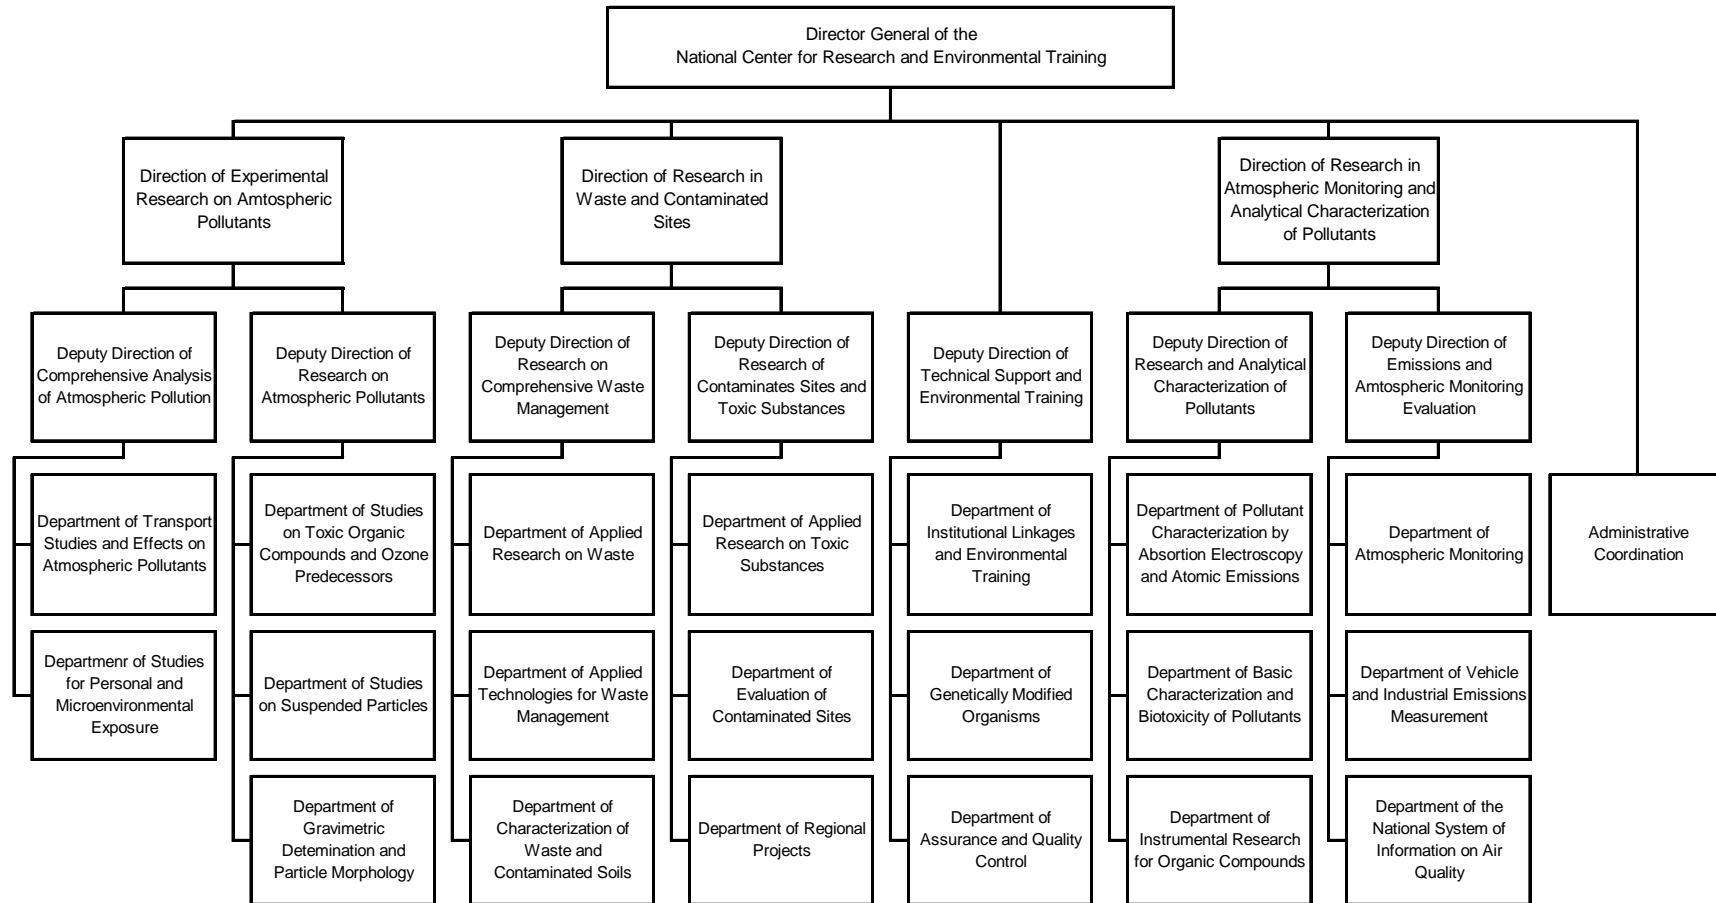 Director General of the
National Center for Research and Environmental Training
Direction of Experimental
Research on Amtospheric
Pollutants
Direction of Research in
Waste and Contaminated
Sites
Direction of Research in
Atmospheric Monitoring and
Analytical Characterization
of Pollutants
Deputy Direction of
Comprehensive Analysis
of Atmospheric Pollution
Deputy Direction of
Research on
Atmospheric Pollutants
Deputy Direction of
Research on
Comprehensive Waste
Management
Deputy Direction of
Research of
Contaminates Sites and
Toxic Substances
Deputy Direction of
Technical Support and
Environmental Training
Deputy Direction of
Research and Analytical
Characterization of
Pollutants
Deputy Direction of
Emissions and
Amtospheric Monitoring
Evaluation
Department of Transport
Studies and Effects on
Atmospheric Pollutants
Department of Studies
on Toxic Organic
Compounds and Ozone
Predecessors
Department of Applied
Research on Waste
Department of Applied
Research on Toxic
Substances
Department of
Institutional Linkages
and Environmental
Training
Department of Pollutant
Characterization by
Absortion Electroscopy
and Atomic Emissions
Department of
Atmospheric Monitoring
Administrative
Coordination
Departmenr of Studies
for Personal and
Microenvironmental
Exposure
Department of Studies
on Suspended Particles
Department of Applied
Technologies for Waste
Management
Department of
Evaluation of
Contaminated Sites
Department of
Genetically Modified
Organisms
Department of Basic
Characterization and
Biotoxicity of Pollutants
Department of Vehicle
and Industrial Emissions
Measurement
Department of
Gravimetric
Detemination and
Particle Morphology
Department of
Characterization of
Waste and
Contaminated Soils
Department of Regional
Projects
Department of
Assurance and Quality
Control
Department of
Instrumental Research
for Organic Compounds
Department of the
National System of
Information on Air
Quality